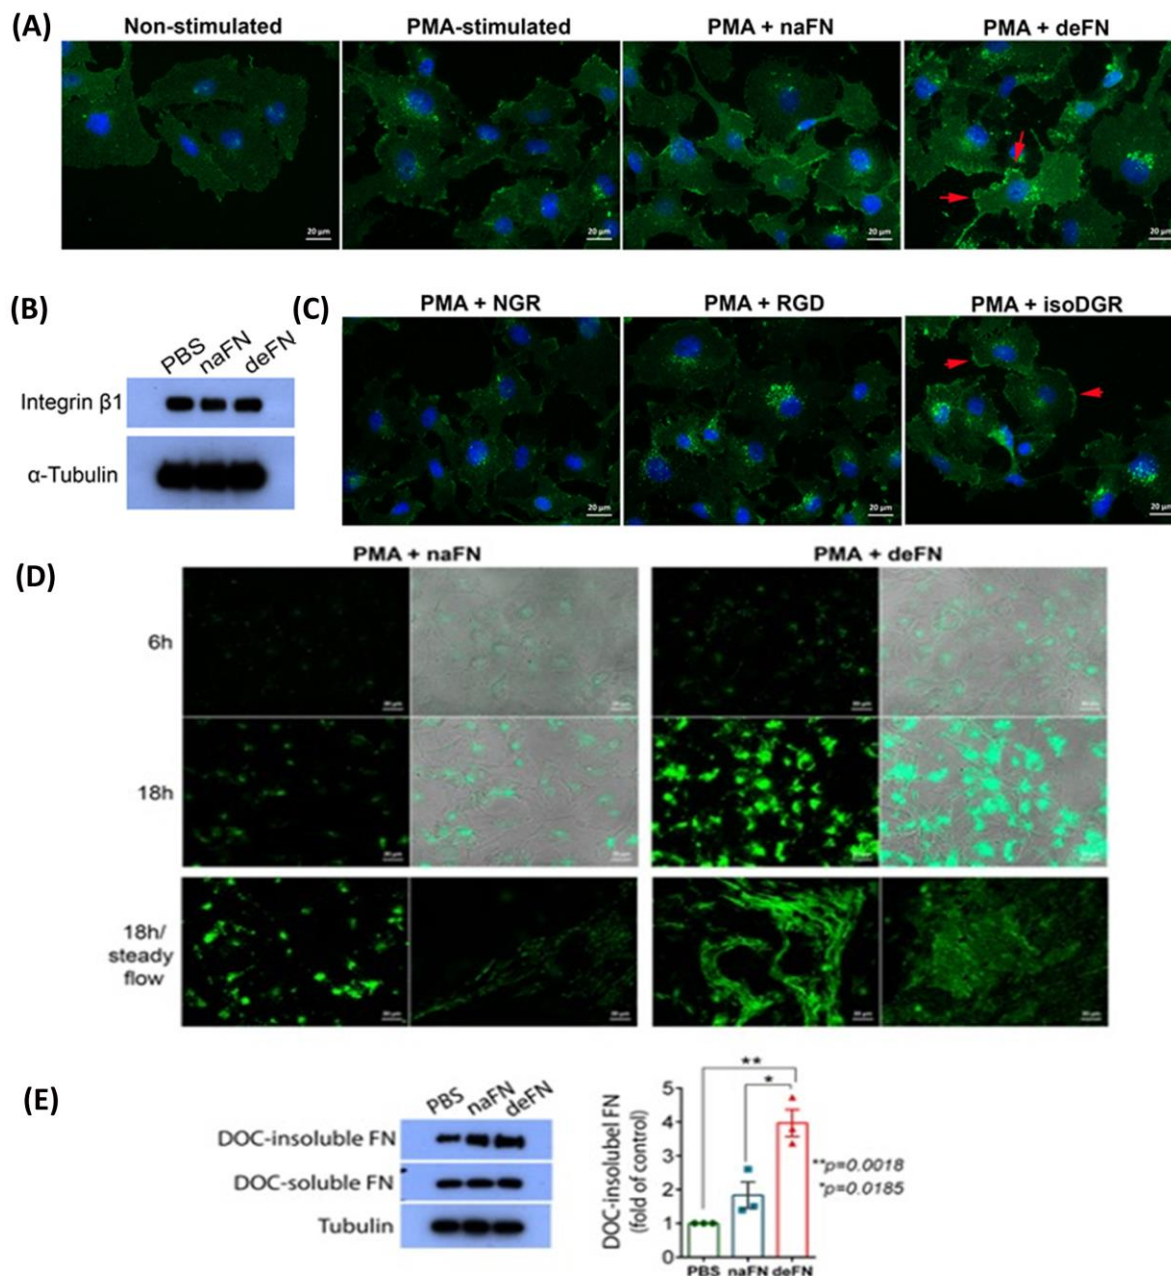 (A)
Non-stimulated
PMA-stimulated
PMA + naFN
PMA + deFN
20 µm
20 µm
20 µm
20 µm
(B)
PBS
naFN
deFN
Integrin β1
α-Tubulin
(C)
PMA + NGR
PMA + RGD
PMA + isoDGR
20 µm
20 µm
20 µm
(D)
PMA + naFN
PMA + deFN
6h
18h
18h/
steady
flow
(E)
PBS
naFN
deFN
DOC-insoluble FN
DOC-soluble FN
Tubulin
DOC-insolubel FN
(fold of control)
5
4
3
2
1
0
**
*
**p=0.0018
*p=0.0185
PBS naFN deFN